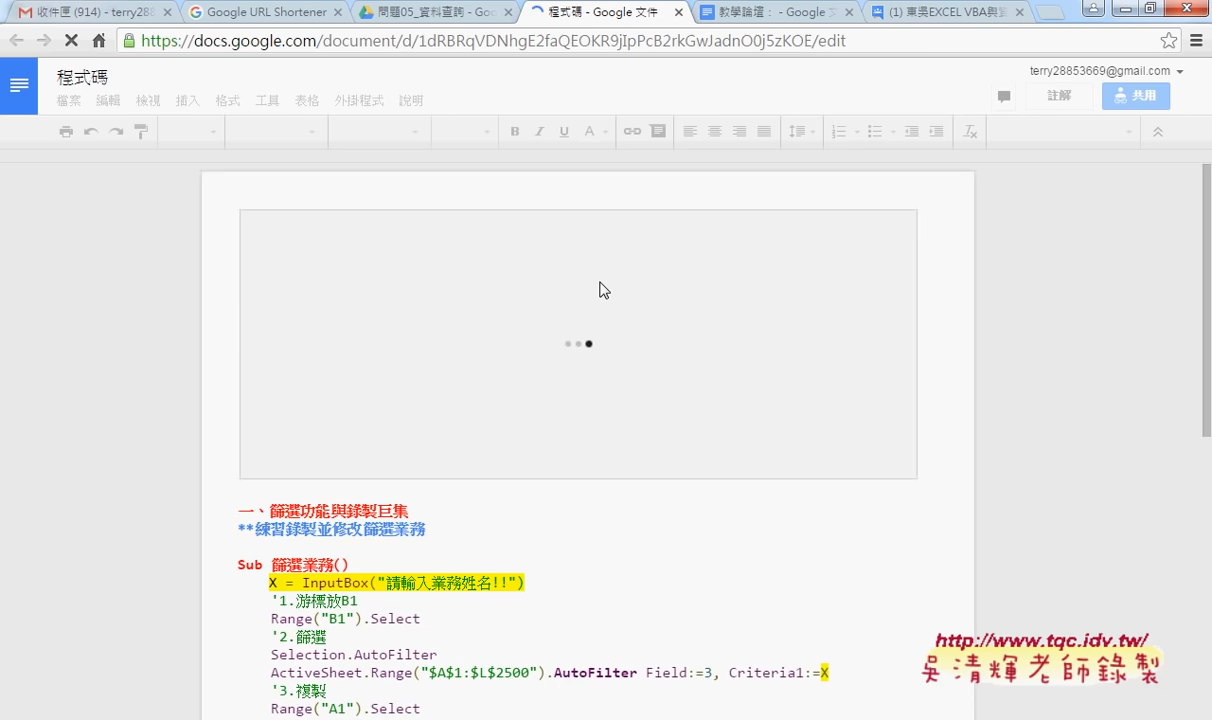 收件匣 (914) - terry288
Google URL Shortener
問題05_資料查詢 - Goo
程式碼 - Google 文件
教學論壇： - Google 文
(1) 東吳EXCEL VBA與
https://docs.google.com/document/d/1dRBRqVDNhgE2faQEOKR9jIpPcB2rkGwJadnO0j5zKOE/edit
程式碼
terry28853669@gmail.com
檔案 編輯 檢視 插入 格式 工具 表格 外掛程式 說明
註解
共用
B I U A
一、篩選功能與錄製巨集
**練習錄製並修改篩選業務
Sub 篩選業務()
X = InputBox("請輸入業務姓名!!")
'1.游標放B1
Range("B1").Select
'2.篩選
Selection.AutoFilter
ActiveSheet.Range("$A$1:$L$2500").AutoFilter Field:=3, Criteria1:=X
'3.複製
Range("A1").Select
http://www.tqc.idv.tw/
吳清輝老師錄製